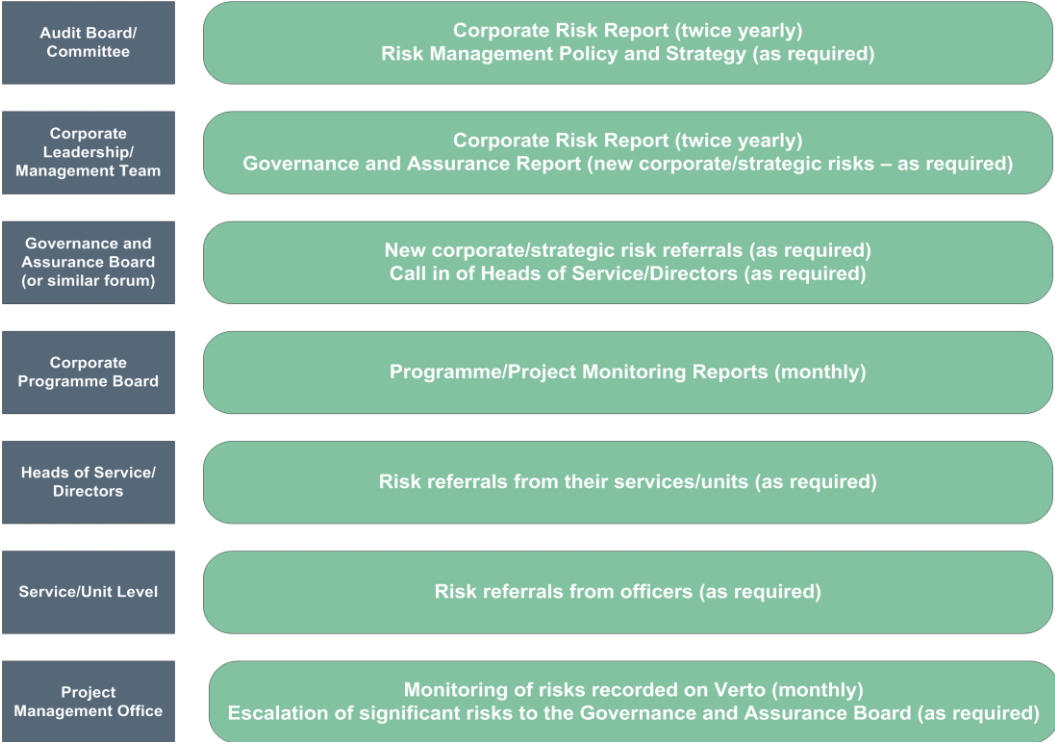 Audit Board/
Committee
Corporate Risk Report (twice yearly)
Risk Management Policy and Strategy (as required)
Corporate
Leadership/
Management Team
Corporate Risk Report (twice yearly)
Governance and Assurance Report (new corporate/strategic risks – as required)
Governance and
Assurance Board
(or similar forum)
New corporate/strategic risk referrals (as required)
Call in of Heads of Service/Directors (as required)
Corporate
Programme Board
Programme/Project Monitoring Reports (monthly)
Heads of Service/
Directors
Risk referrals from their services/units (as required)
Service/Unit Level
Risk referrals from officers (as required)
Project
Management Office
Monitoring of risks recorded on Verto (monthly)
Escalation of significant risks to the Governance and Assurance Board (as required)